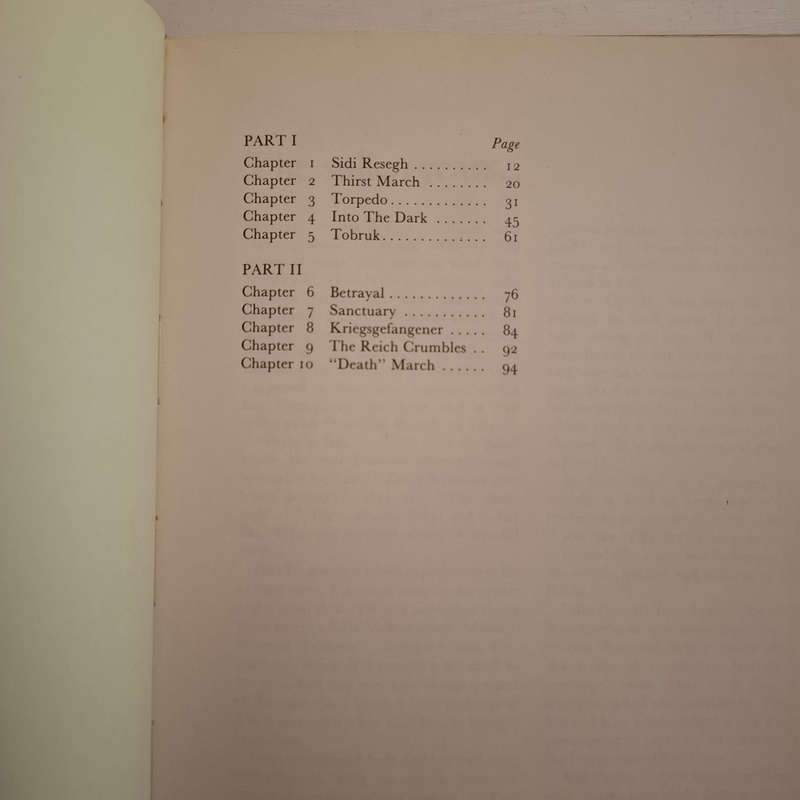 PART I Page
Chapter 1 Sidi Resegh .......... 12
Chapter 2 Thirst March ........ 20
Chapter 3 Torpedo............. 31
Chapter 4 Into The Dark ....... 45
Chapter 5 Tobruk.............. 61
PART II
Chapter 6 Betrayal ............. 76
Chapter 7 Sanctuary ........... 81
Chapter 8 Kriegsgefangener ..... 84
Chapter 9 The Reich Crumbles .. 92
Chapter 10 “Death” March ...... 94